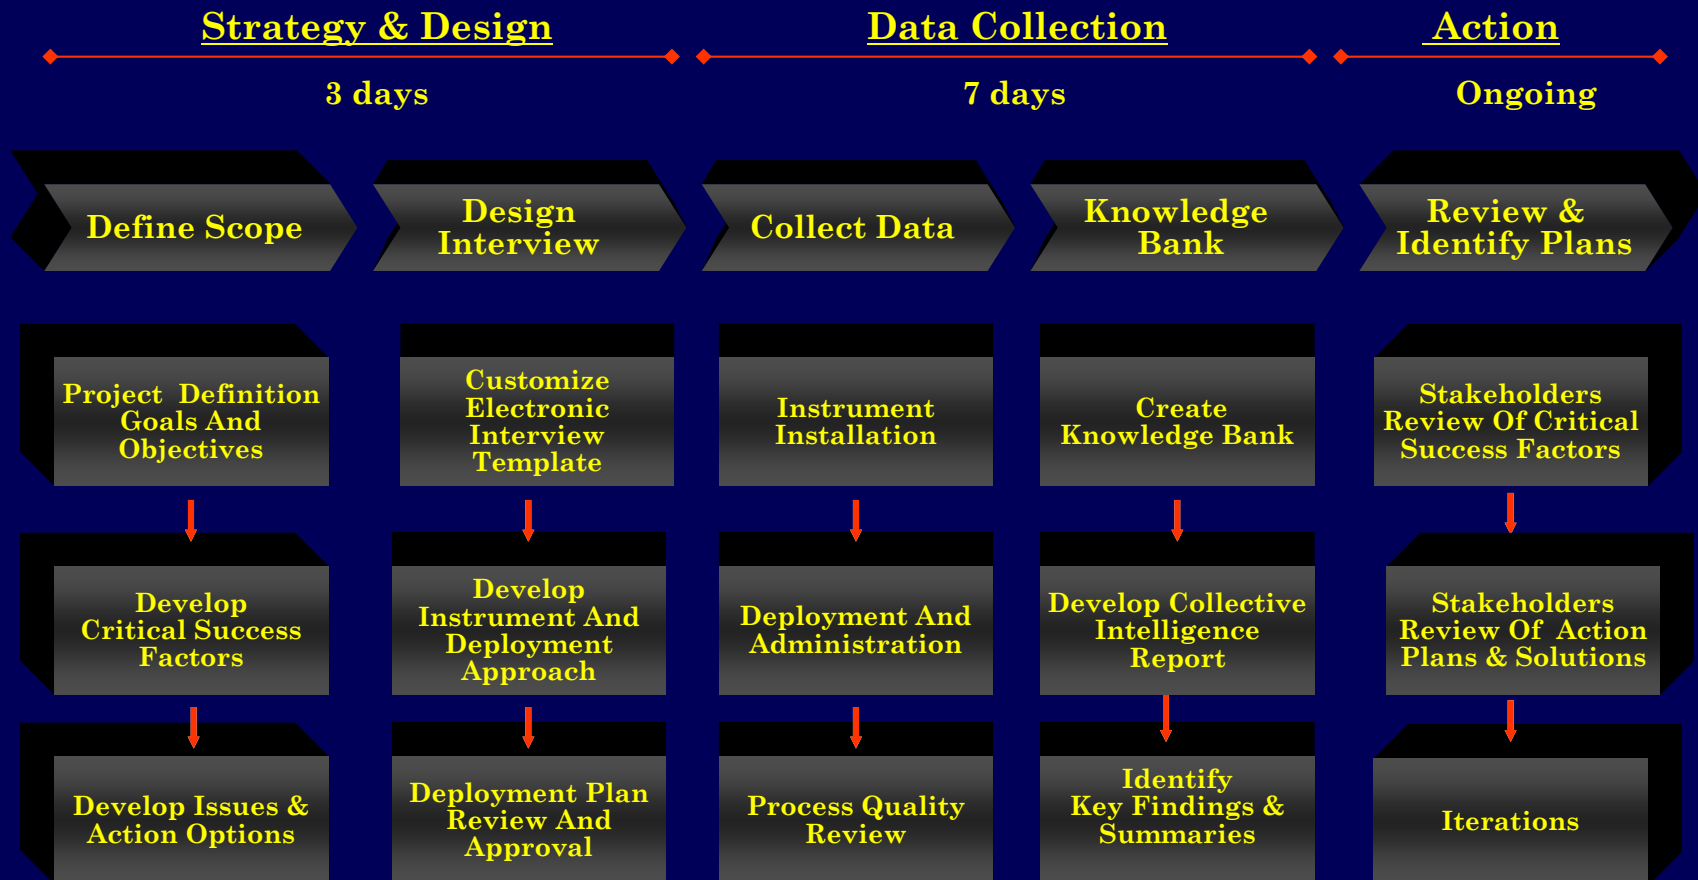 Strategy & Design
Data Collection
Action
3 days
7 days
Ongoing
Define Scope
Design
Interview
Collect Data
Knowledge
Bank
Review &
Identify Plans
Project Definition
Goals And
Objectives
Customize
Electronic
Interview
Template
Instrument
Installation
Create
Knowledge Bank
Stakeholders
Review Of Critical
Success Factors
Develop
Critical Success
Factors
Develop
Instrument And
Deployment
Approach
Deployment And
Administration
Develop Collective
Intelligence
Report
Stakeholders
Review Of Action
Plans & Solutions
Develop Issues &
Action Options
Deployment Plan
Review And
Approval
Process Quality
Review
Identify
Key Findings &
Summaries
Iterations